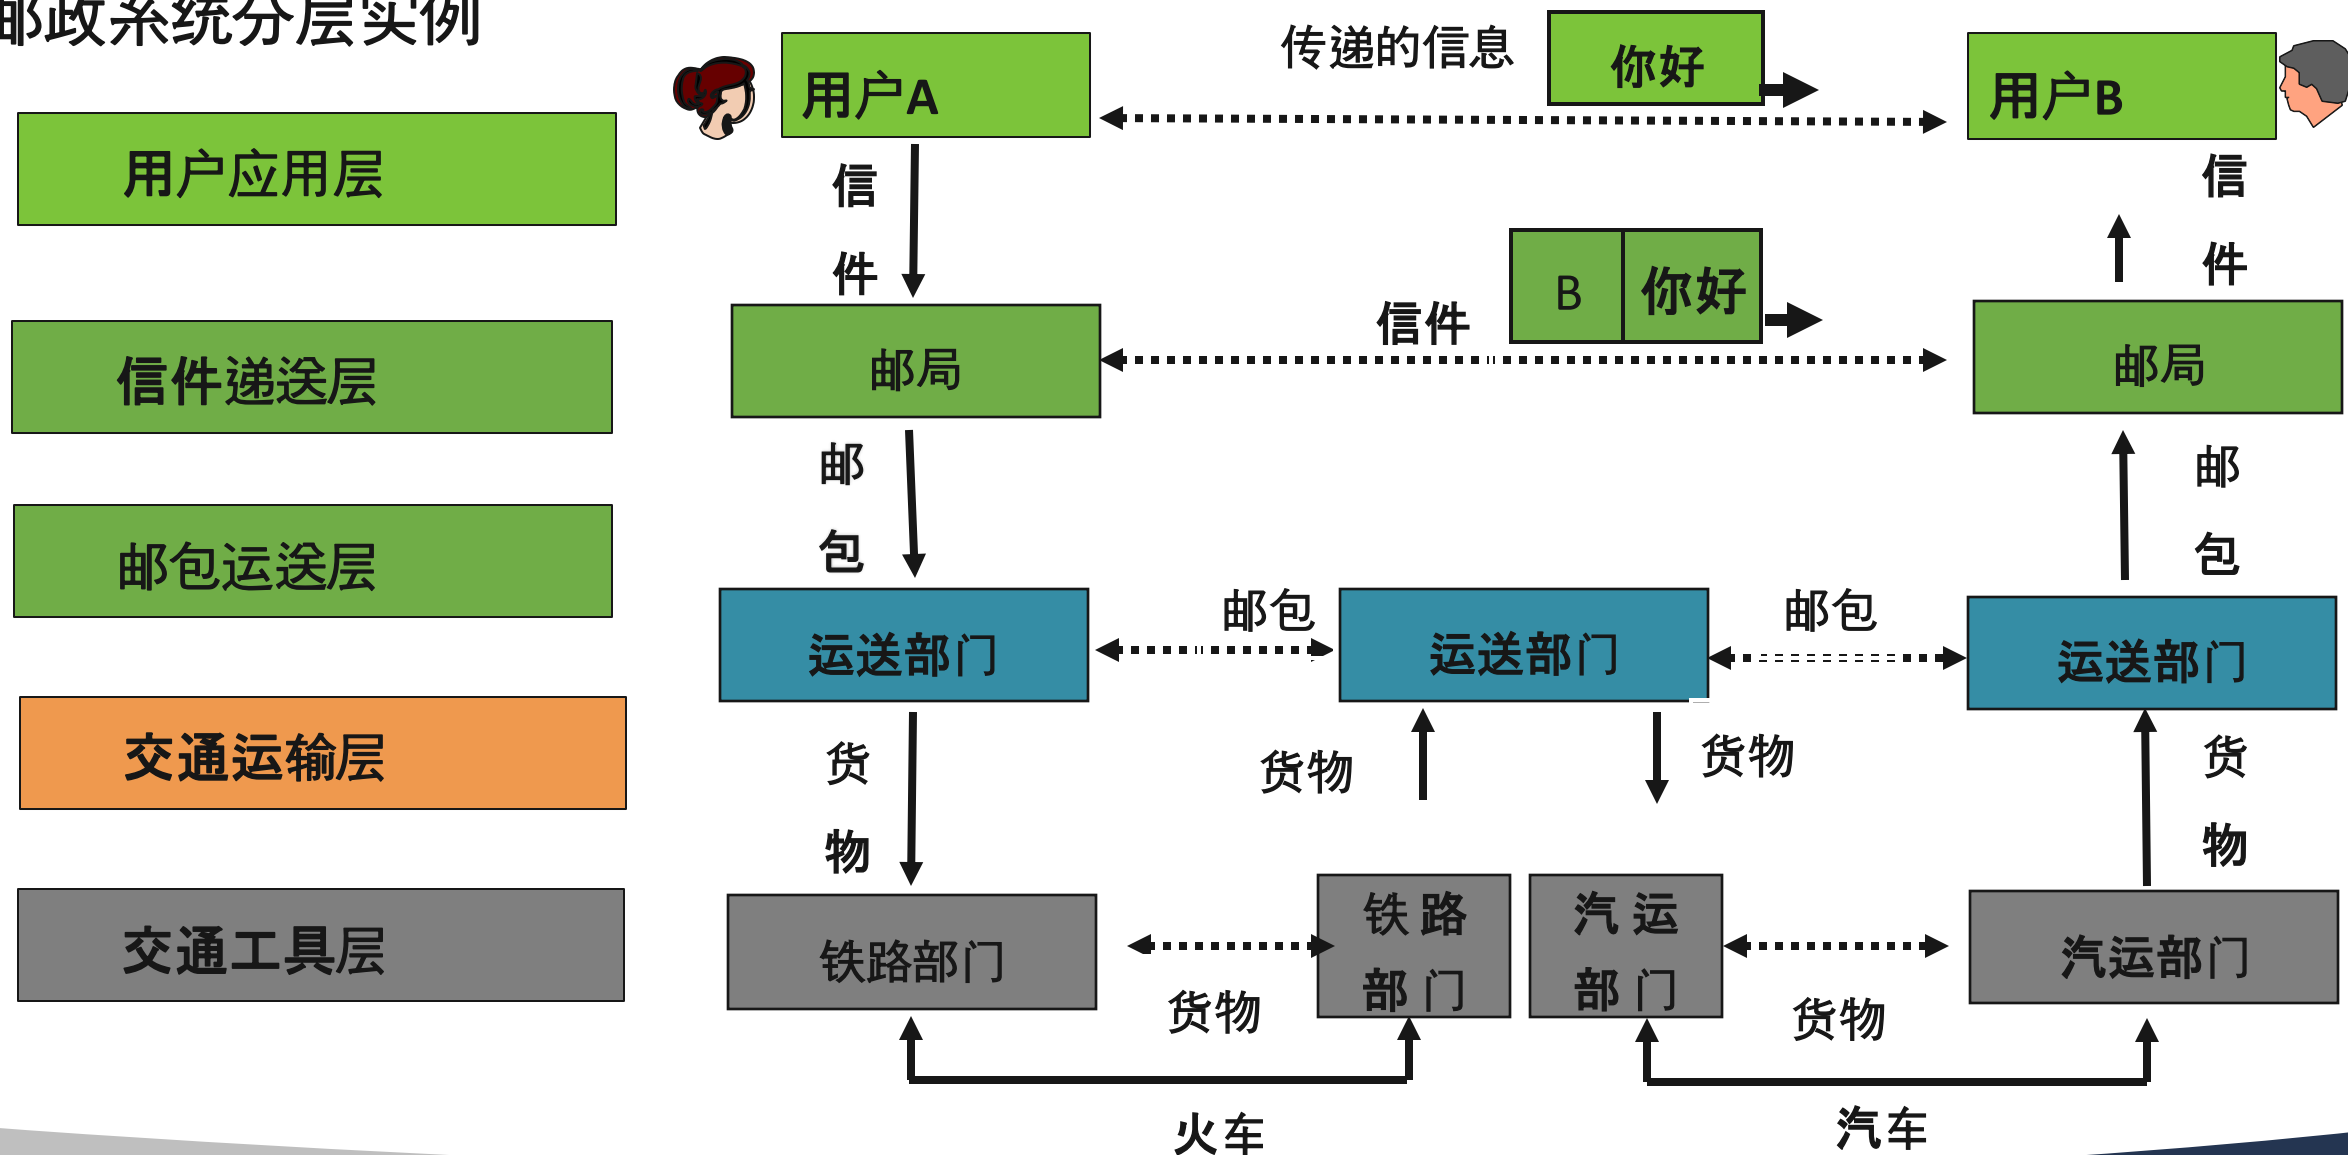 邮政系统分层实例
用户应用层
信件递送层
邮包运送层
交通运输层
交通工具层
用户A
传递的信息
你好
用户B
信
件
信
件
信件
B
你好
邮局
邮局
邮
包
邮
包
运送部门
邮包
运送部门
邮包
运送部门
货
物
货物
货物
货
物
铁路部门
货物
铁路
部门
汽运
部门
货物
汽运部门
火车
汽车